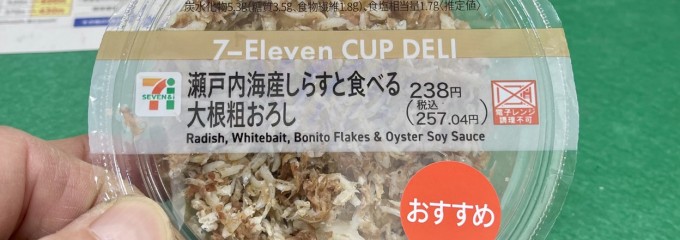 炭水化物5.3g(糖質3.5g、食物繊維1.8g)、食塩相当量1.7g(推定値)
7-Eleven CUP DELI
SEVEN&i
瀬戸内海産しらすと食べる
大根粗おろし
238円
(税込
257.04円)
電子レンジ
調理不可
Radish, Whitebait, Bonito Flakes & Oyster Soy Sauce
おすすめ